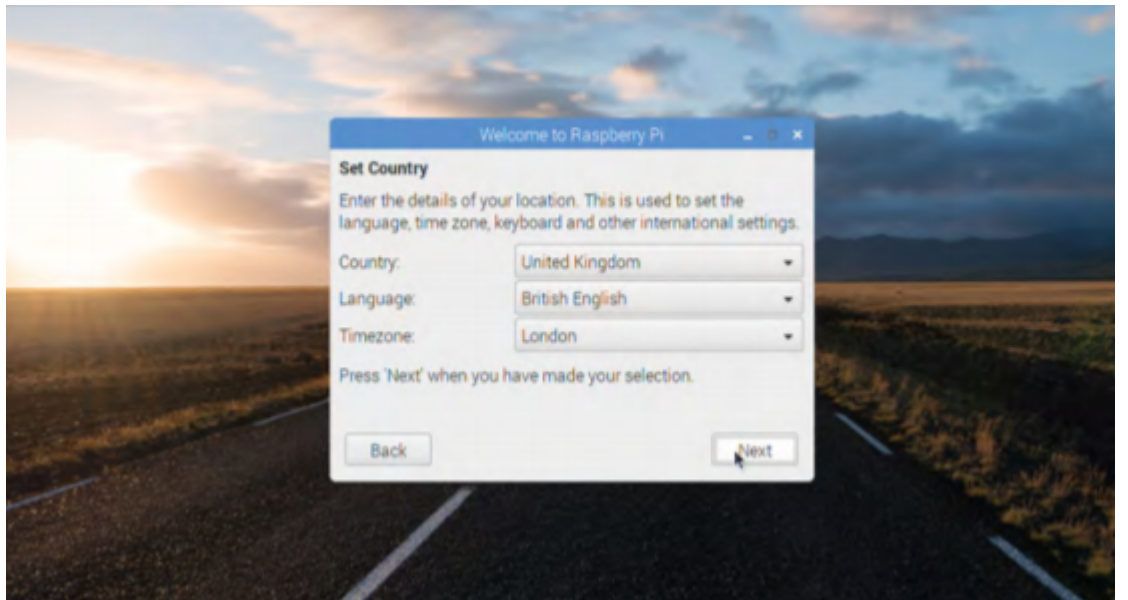 Welcome to Raspberry Pi
Set Country
Enter the details of your location. This is used to set the
language, time zone, keyboard and other international settings.
Country: United Kingdom
Language: British English
Timezone: London
Press 'Next' when you have made your selection.
Back Next